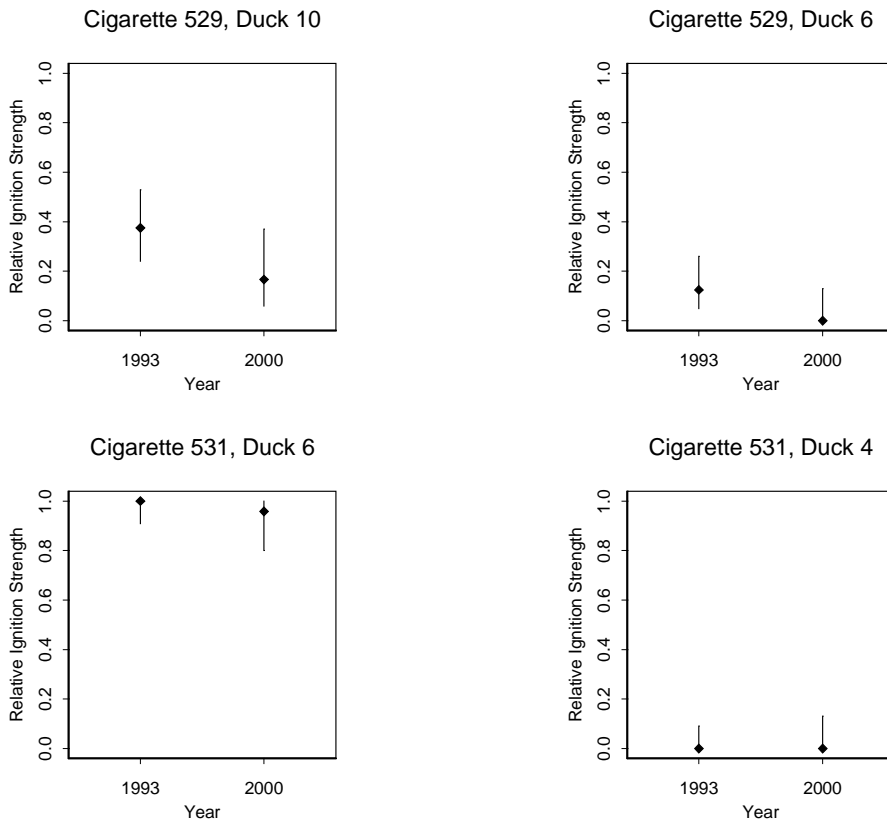 Cigarette 529, Duck 10
Relative Ignition Strength
1.0
0.8
0.6
0.4
0.2
0.0
1993 2000
Year
Cigarette 529, Duck 6
Relative Ignition Strength
1.0
0.8
0.6
0.4
0.2
0.0
1993 2000
Year
Cigarette 531, Duck 6
Relative Ignition Strength
1.0
0.8
0.6
0.4
0.2
0.0
1993 2000
Year
Cigarette 531, Duck 4
Relative Ignition Strength
1.0
0.8
0.6
0.4
0.2
0.0
1993 2000
Year